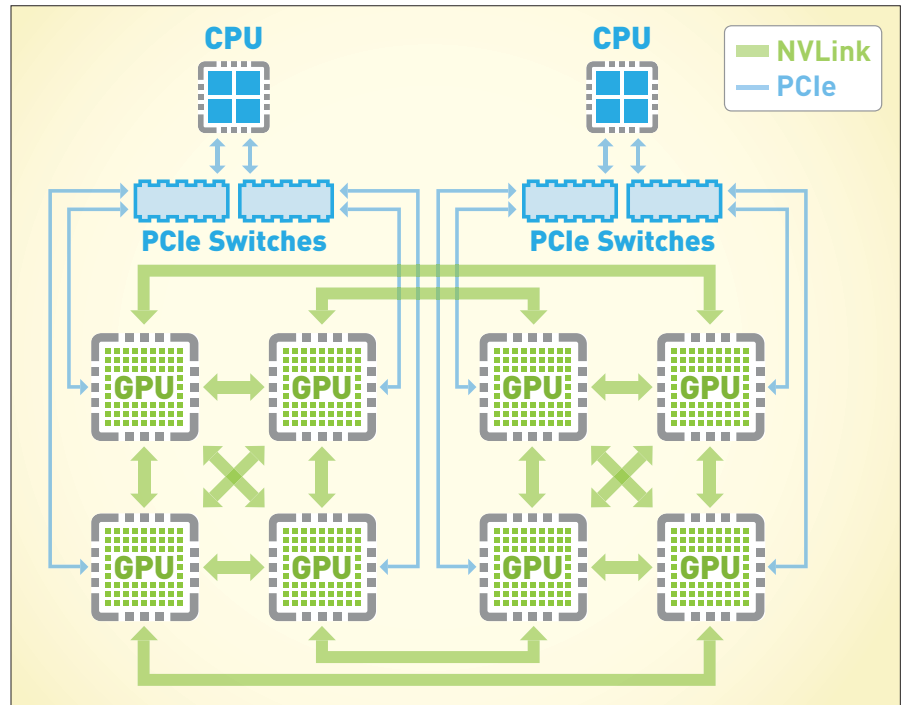 CPU
CPU
NVLink
PCIe
PCIe Switches
PCIe Switches
GPU
GPU
GPU
GPU
GPU
GPU
GPU
GPU